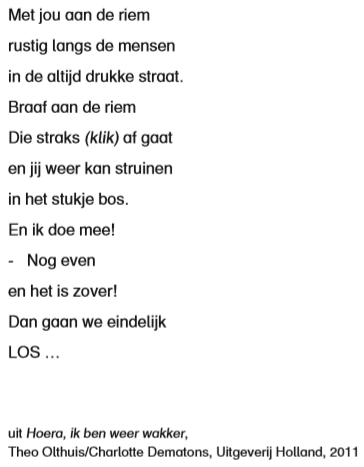 Met jou aan de riem
rustig langs de mensen
in de altijd drukke straat.
Braaf aan de riem
Die straks (klik) af gaat
en jij weer kan struinen
in het stukje bos.
En ik doe mee!
- Nog even
en het is zover!
Dan gaan we eindelijk
LOS ...
uit Hoera, ik ben weer wakker,
Theo Olthuis/Charlotte Dematons, Uitgeverij Holland, 2011